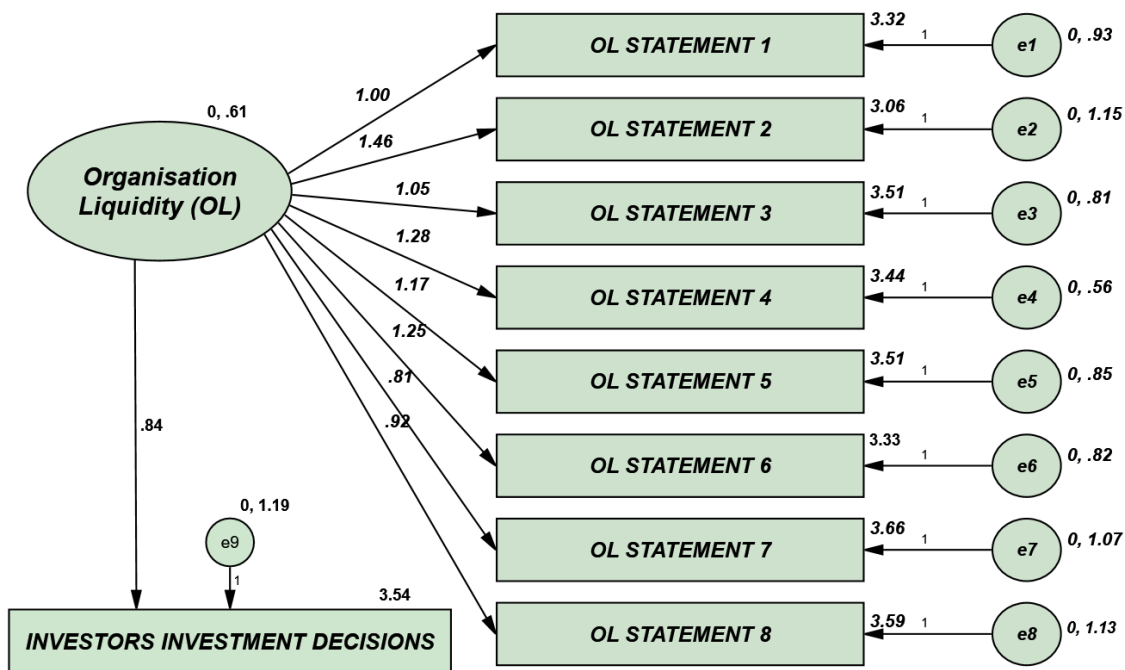 3.32
OL STATEMENT 1
1
e1
0, .93
1.00
0, .61
3.06
OL STATEMENT 2
1
e2
0, 1.15
1.46
Organisation
Liquidity (OL)
1.05
3.51
OL STATEMENT 3
1
e3
0, .81
1.28
3.44
OL STATEMENT 4
1
e4
0, .56
1.17
1.25
3.51
OL STATEMENT 5
1
e5
0, .85
.81
.92
.84
3.33
OL STATEMENT 6
1
e6
0, .82
0, 1.19
e9
1
3.66
OL STATEMENT 7
1
e7
0, 1.07
3.54
INVESTORS INVESTMENT DECISIONS
3.59
OL STATEMENT 8
1
e8
0, 1.13